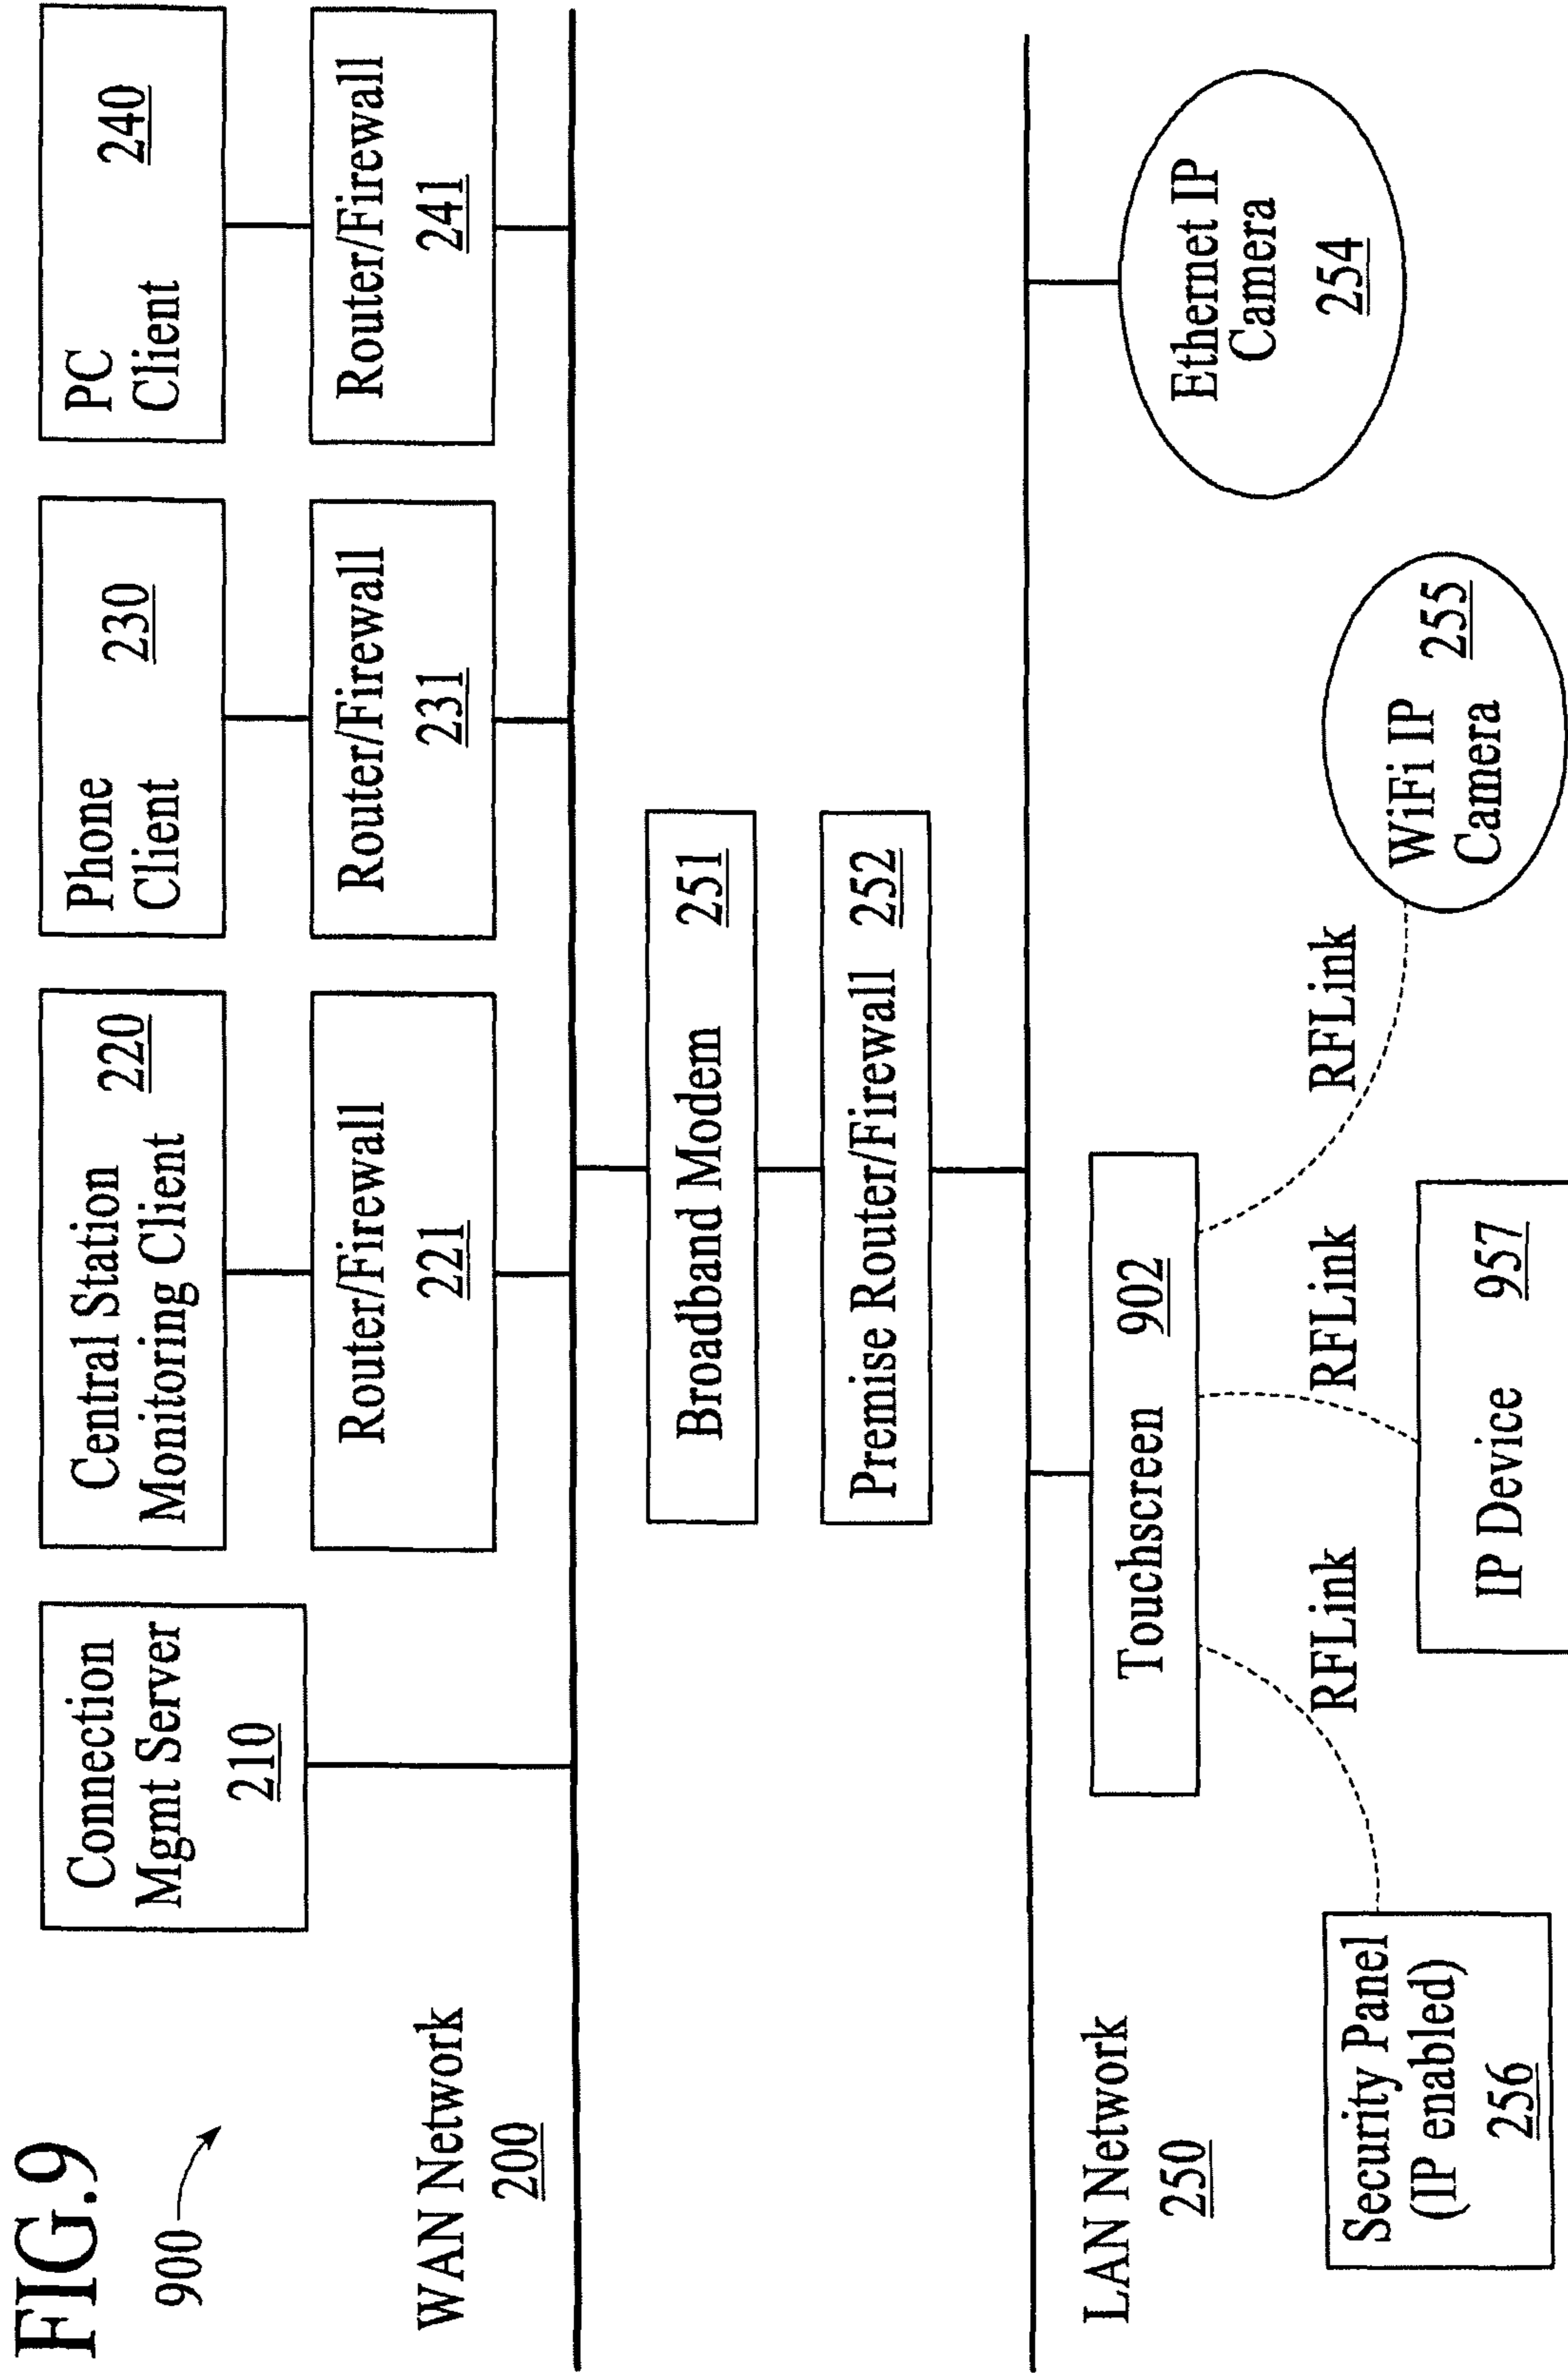 FIG.9
900
Connection
Mgmt Server
210
Central Station
Monitoring Client
220
Phone
Client
230
PC
Client
240
Router/Firewall
221
Router/Firewall
231
Router/Firewall
241
WAN Network
200
Broadband Modem 251
Premise Router/Firewall 252
LAN Network
250
Touchscreen 902
Ethernet IP
Camera
254
RFLink
RFLink
RFLink
Security Panel
(IP enabled)
256
IP Device 957
WiFi IP
Camera
255